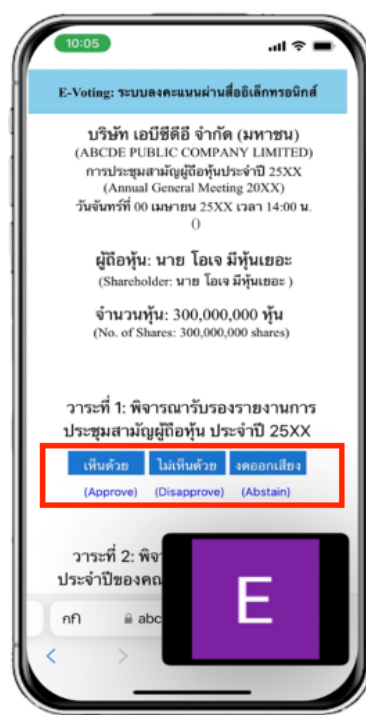 10:05
E-Voting: ระบบลงคะแนนผ่านสื่ออิเล็กทรอนิกส์
บริษัท เอบีซีดีอี จำกัด (มหาชน)
(ABCDE PUBLIC COMPANY LIMITED)
การประชุมสามัญผู้ถือหุ้นประจำปี 25XX
(Annual General Meeting 20XX)
วันจันทร์ที่ 00 เมษายน 25XX เวลา 14:00 น.
()
ผู้ถือหุ้น: นาย โอเจ มีหุ้นเยอะ
(Shareholder: นาย โอเจ มีหุ้นเยอะ )
จำนวนหุ้น: 300,000,000 หุ้น
(No. of Shares: 300,000,000 shares)
วาระที่ 1: พิจารณารับรองรายงานการ
ประชุมสามัญผู้ถือหุ้น ประจำปี 25XX
เห็นด้วย ไม่เห็นด้วย งดออกเสียง
(Approve) (Disapprove) (Abstain)
วาระที่ 2:
ประจำปีของ
E
กก abc